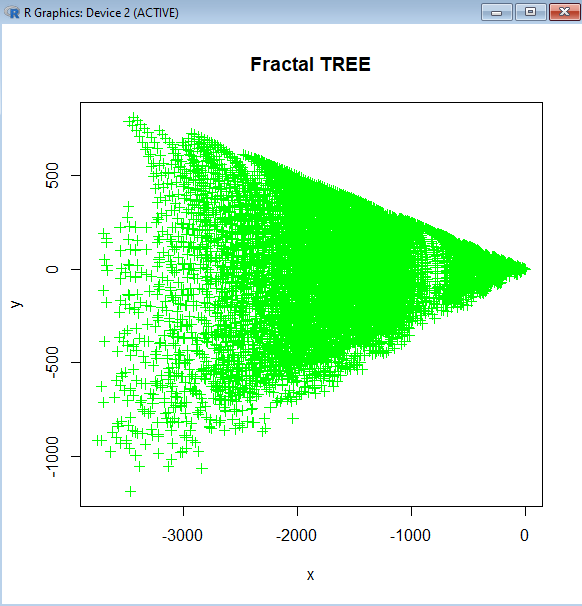 R Graphics: Device 2 (ACTIVE)
Fractal TREE
500
0
-500
-1000
y
-3000 -2000 -1000 0
x